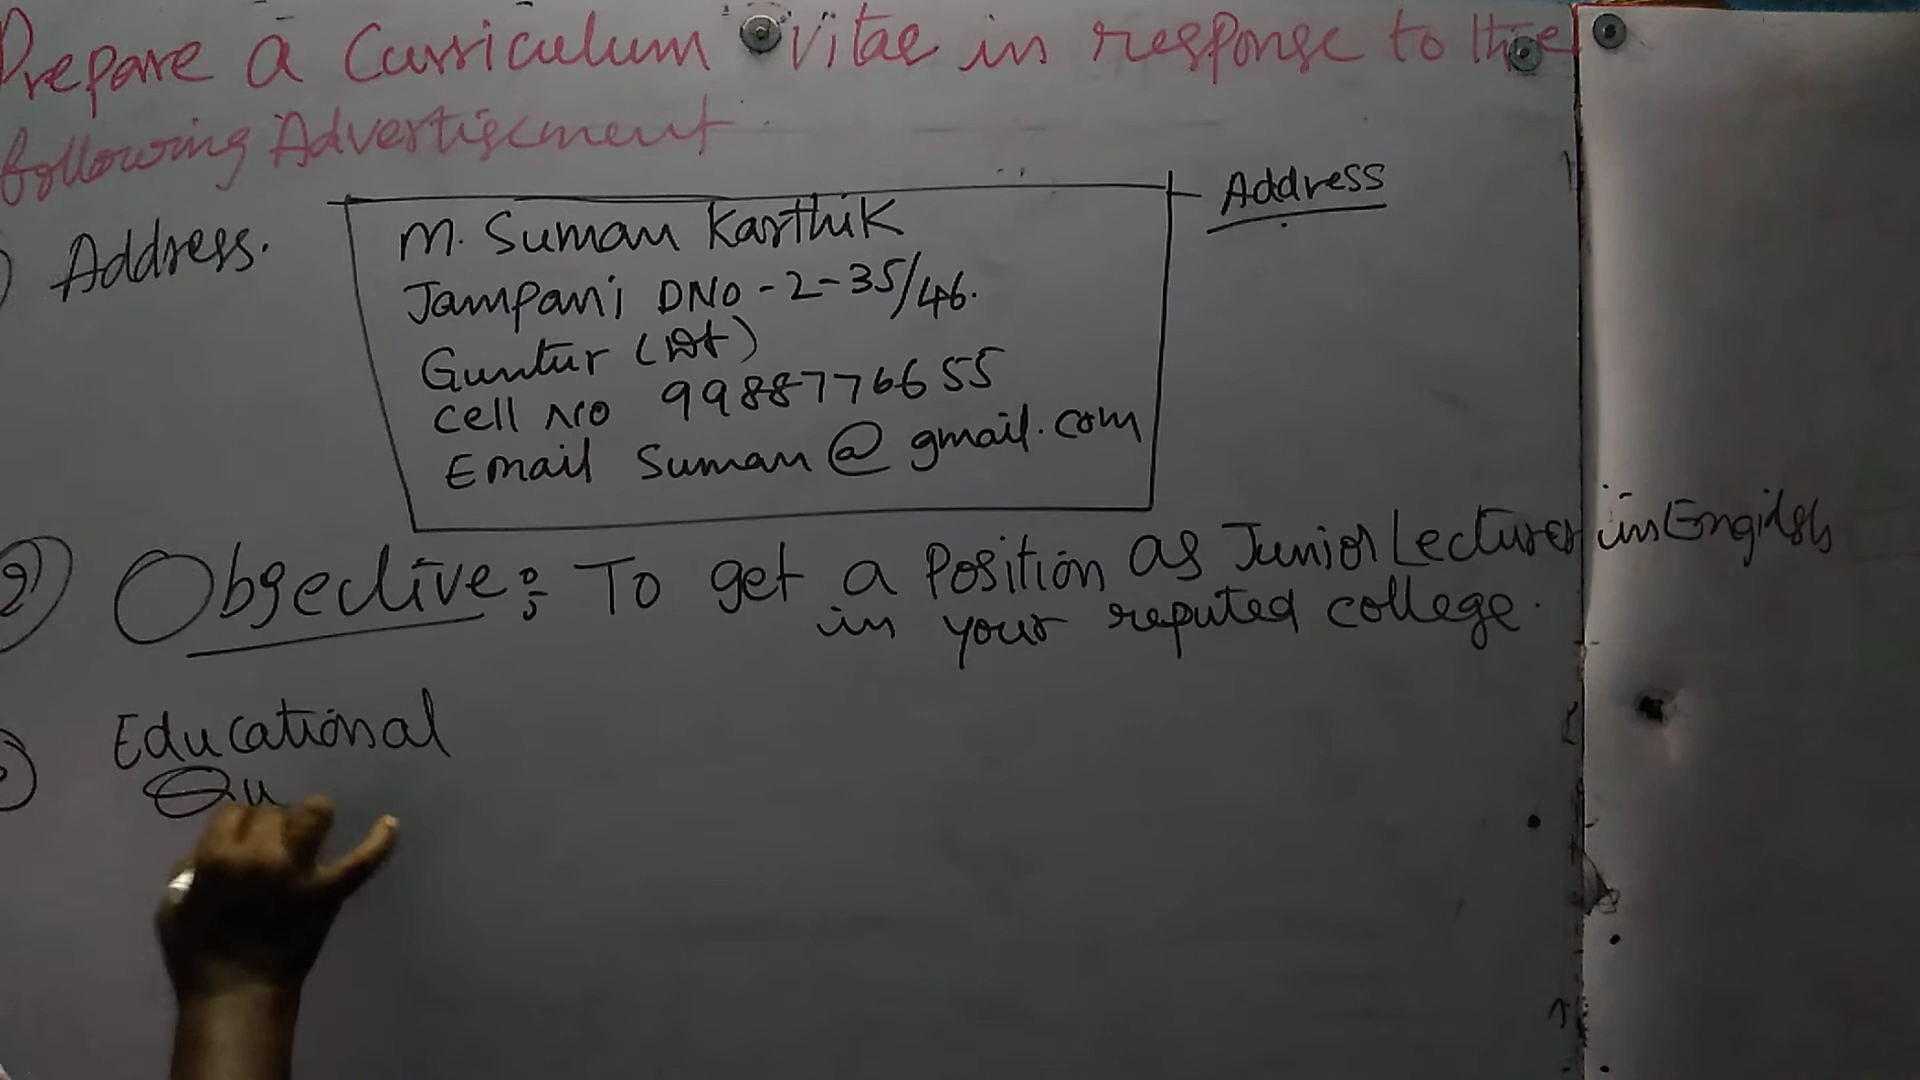 Prepare a Curriculum Vitae in response to the
following Advertisement
Address
Address.
M. Suman Karthik
Jampani DNO-2-35/46.
Guntur (Dt)
Cell NO 9988776655
Email Suman@gmail.com
2) Objective: To get a Position as Junior Lecturer in English
in your reputed college.
Educational
Qu